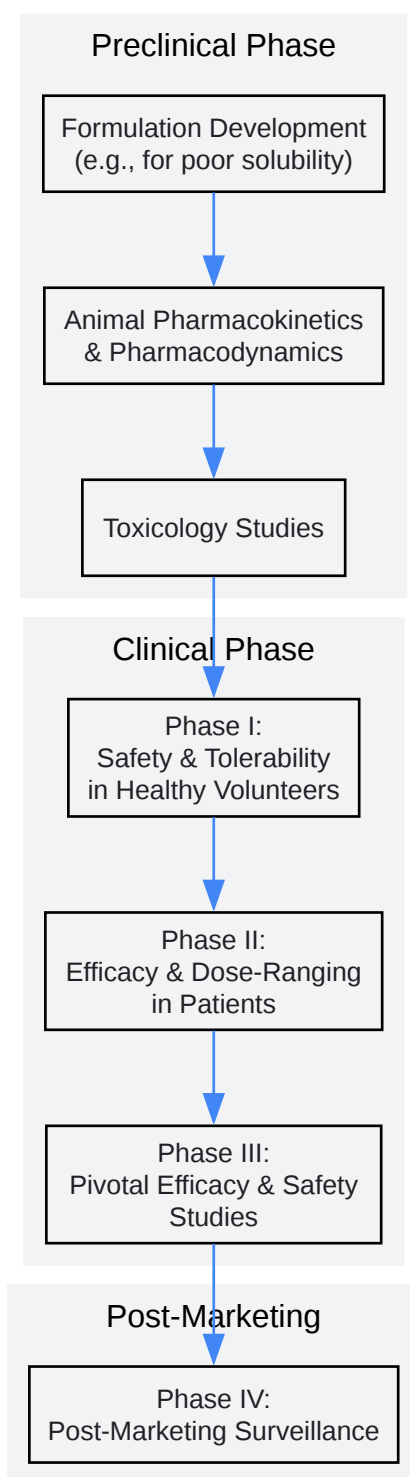 Preclinical Phase
Formulation Development
(e.g., for poor solubility)
Animal Pharmacokinetics
& Pharmacodynamics
Toxicology Studies
Clinical Phase
Phase I:
Safety & Tolerability
in Healthy Volunteers
Phase II:
Efficacy & Dose-Ranging
in Patients
Phase III:
Pivotal Efficacy & Safety
Studies
Post-Marketing
Phase IV:
Post-Marketing Surveillance